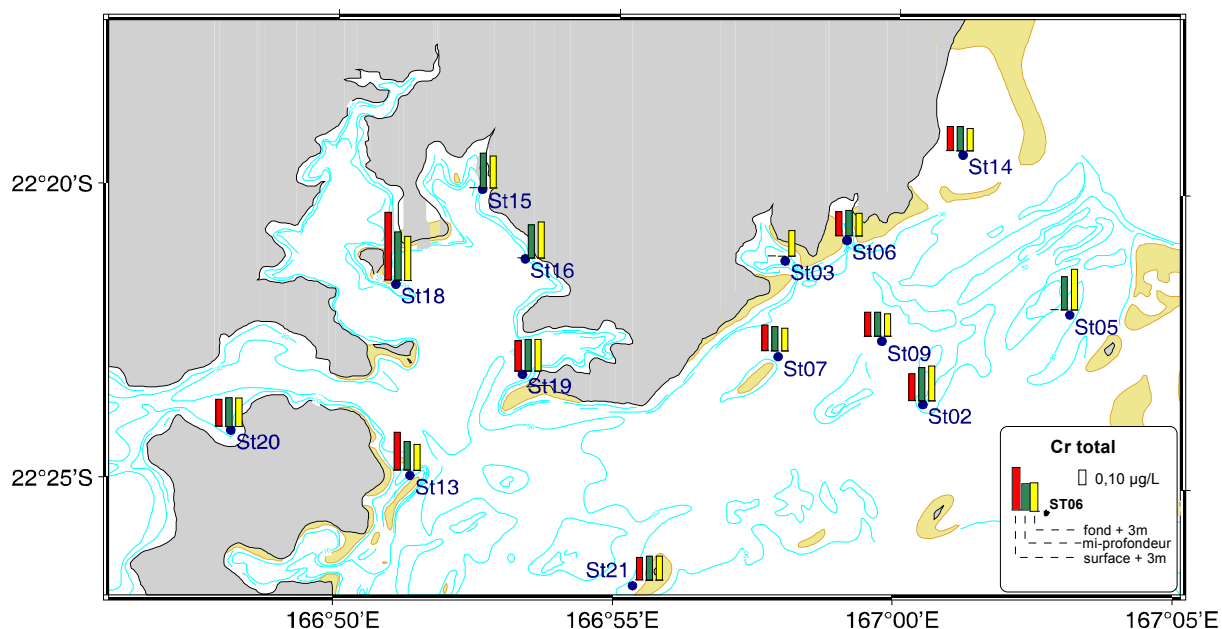 St14
22°20'S
St15
St06
St16
St03
St18
St05
St09
St07
St19
St02
St20
Cr total
22°25'S
0,10 µg/L
St13
ST06
fond + 3m
mi-profondeur
surface + 3m
St21
166°50'E
166°55'E
167°00'E
167°05'E